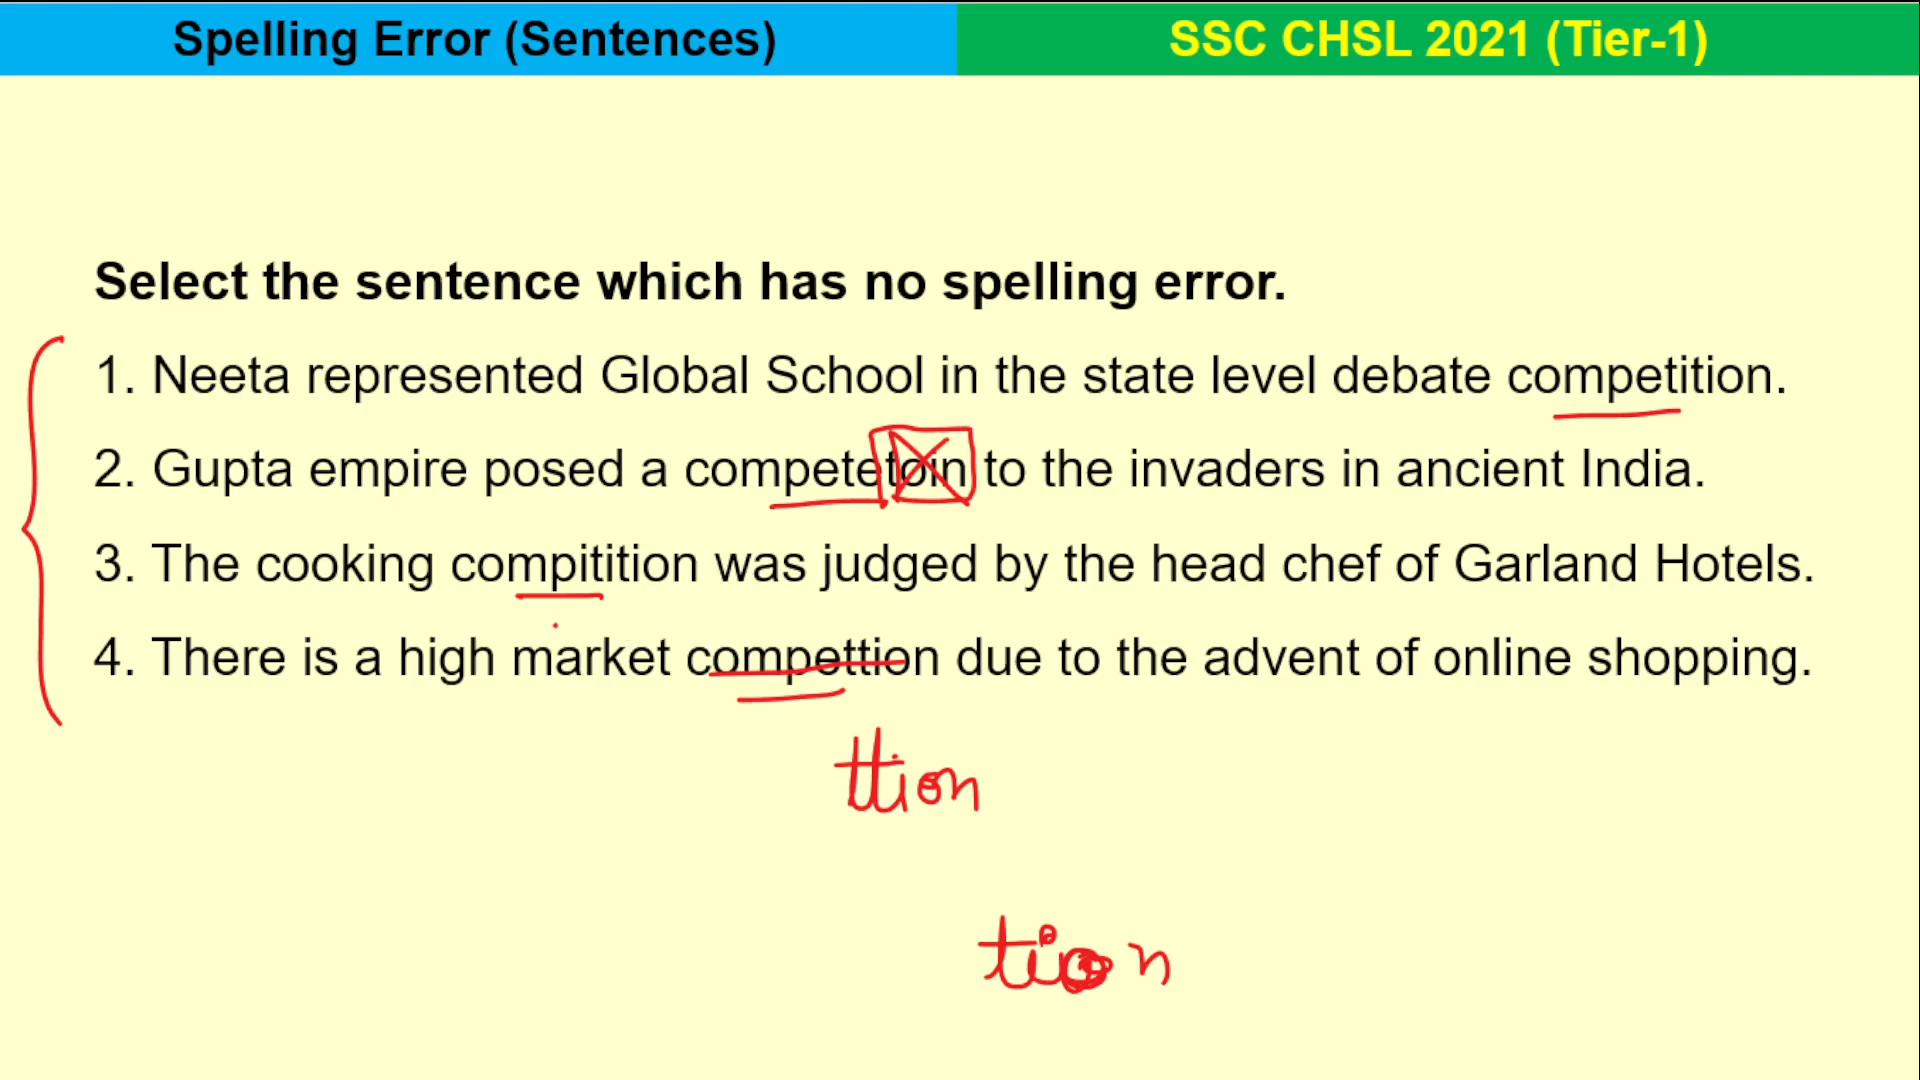 Spelling Error (Sentences)
SSC CHSL 2021 (Tier-1)
Select the sentence which has no spelling error.
1. Neeta represented Global School in the state level debate competition.
2. Gupta empire posed a competetoin to the invaders in ancient India.
3. The cooking compitition was judged by the head chef of Garland Hotels.
4. There is a high market compettion due to the advent of online shopping.
ttion
tion